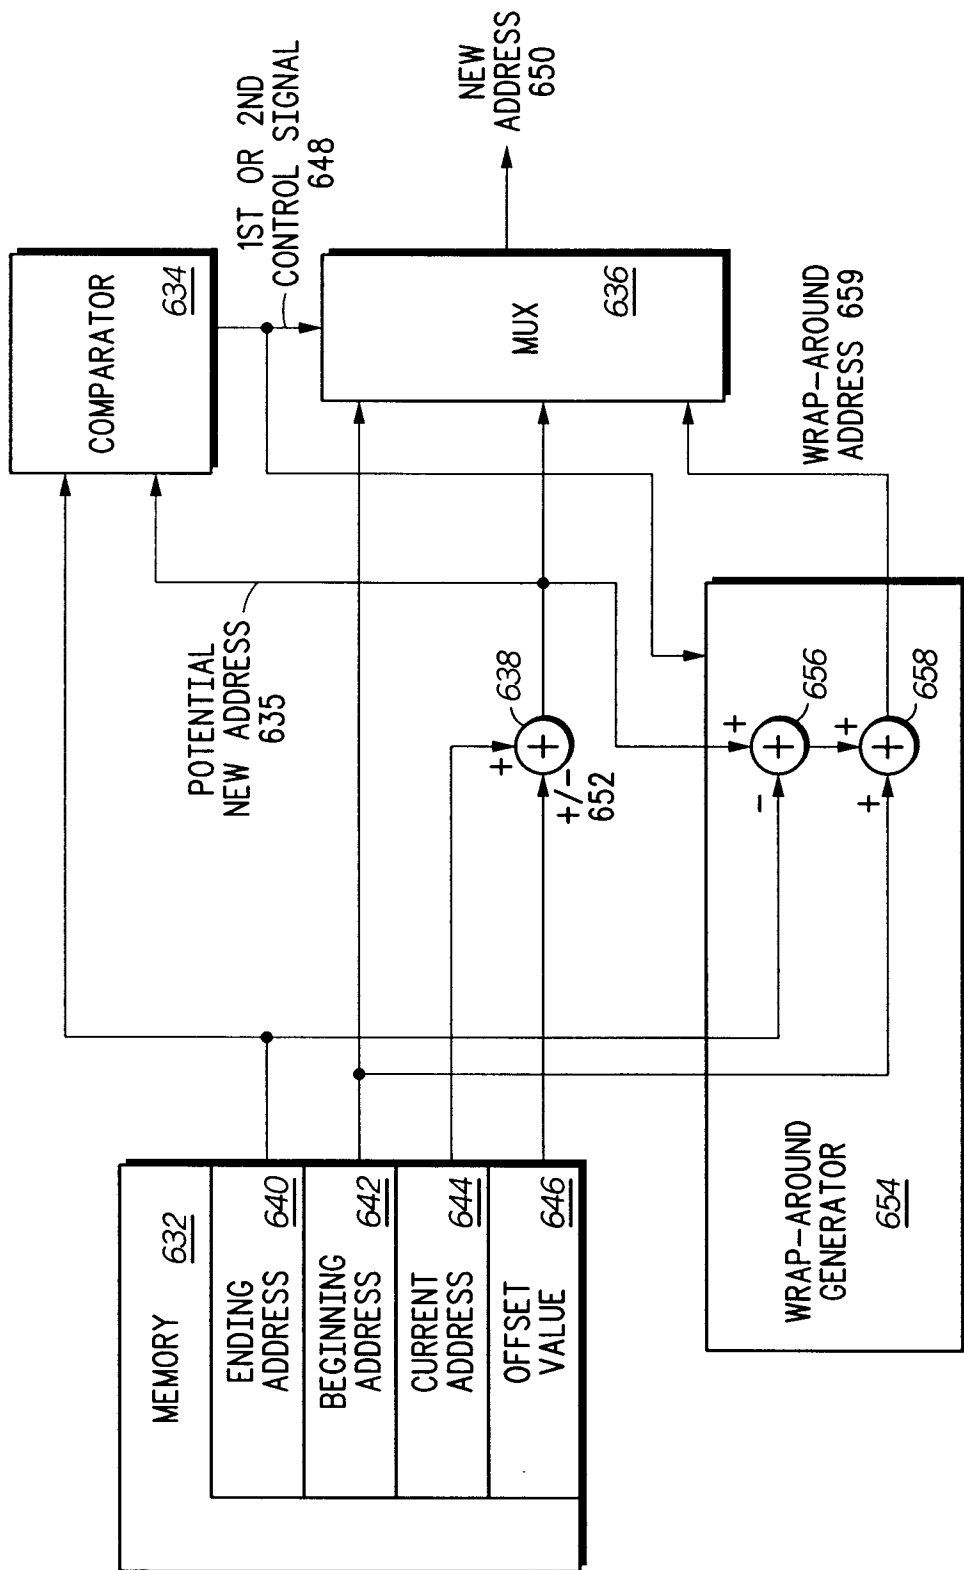 MEMORY
632
ENDING
ADDRESS
640
BEGINNING
ADDRESS
642
CURRENT
ADDRESS
644
OFFSET
VALUE
646
POTENTIAL
NEW ADDRESS
635
+
+/-
652
638
+
COMPARATOR
634
1ST OR 2ND
CONTROL SIGNAL
648
MUX
636
NEW
ADDRESS
650
WRAP-AROUND
GENERATOR
654
-
+
+
656
+
+
+
658
WRAP-AROUND
ADDRESS 659